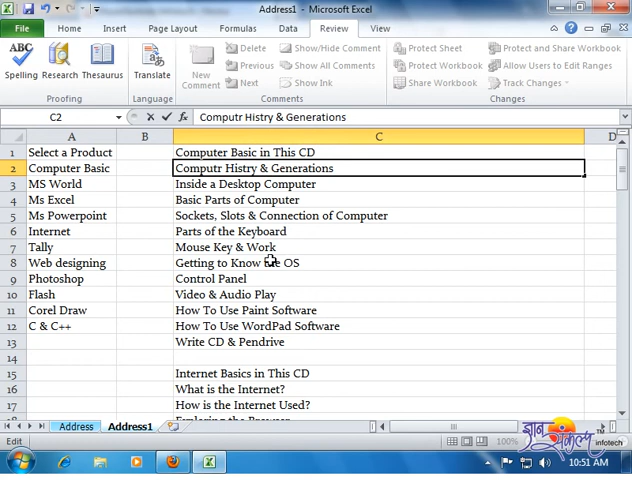 Address1 - Microsoft Excel
File Home Insert Page Layout Formulas Data Review View
ABC
Spelling Research Thesaurus Translate New Comment
Delete Show/Hide Comment Protect Sheet Protect and Share Workbook
Previous Show All Comments Protect Workbook Allow Users to Edit Ranges
Next Show Ink Share Workbook Track Changes
Proofing Language Comments Changes
C2 fx Computr Histry & Generations
A B C D
1 Select a Product Computer Basic in This CD
2 Computer Basic Computr Histry & Generations
3 MS World Inside a Desktop Computer
4 Ms Excel Basic Parts of Computer
5 Ms Powerpoint Sockets, Slots & Connection of Computer
6 Internet Parts of the Keyboard
7 Tally Mouse Key & Work
8 Web designing Getting to Know the OS
9 Photoshop Control Panel
10 Flash Video & Audio Play
11 Corel Draw How To Use Paint Software
12 C & C++ How To Use WordPad Software
13 Write CD & Pendrive
14
15 Internet Basics in This CD
16 What is the Internet?
17 How is the Internet Used?
18 Exploring the Browser
Address Address1
ज्ञान संकल्प TM
Edit 100% infotech
10:51 AM